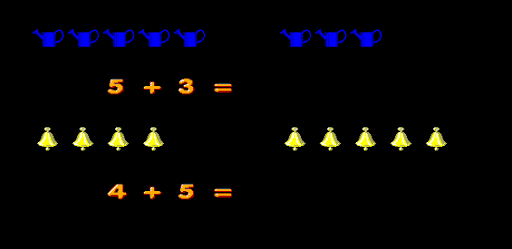 5 + 3 =
4 + 5 =